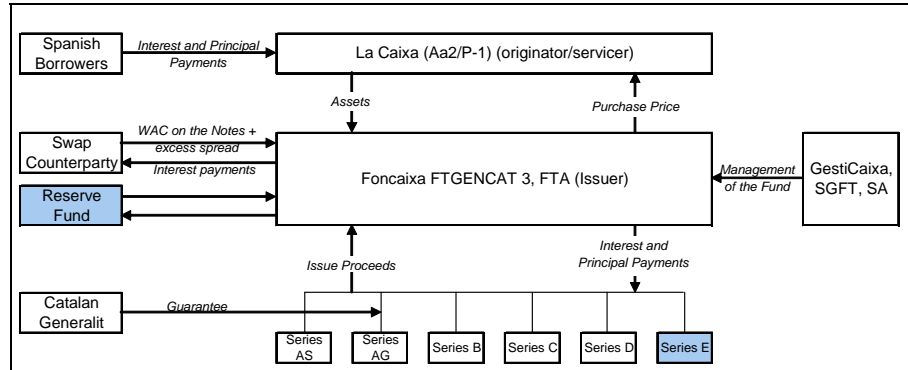 Spanish
Borrowers
Interest and Principal
Payments
La Caixa (Aa2/P-1) (originator/servicer)
Assets
Purchase Price
Swap
Counterparty
WAC on the Notes +
excess spread
Interest payments
Reserve
Fund
Foncaixa FTGENCAT 3, FTA (Issuer)
Management
of the Fund
GestiCaixa,
SGFT, SA
Issue Proceeds
Interest and
Principal Payments
Catalan
Generalit
Guarantee
Series
AS
Series
AG
Series B
Series C
Series D
Series E